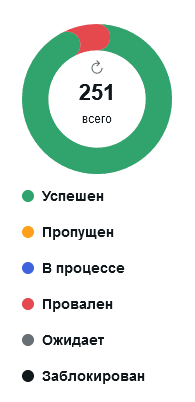 251
всего
Успешен
Пропущен
В процессе
Провален
Ожидает
Заблокирован